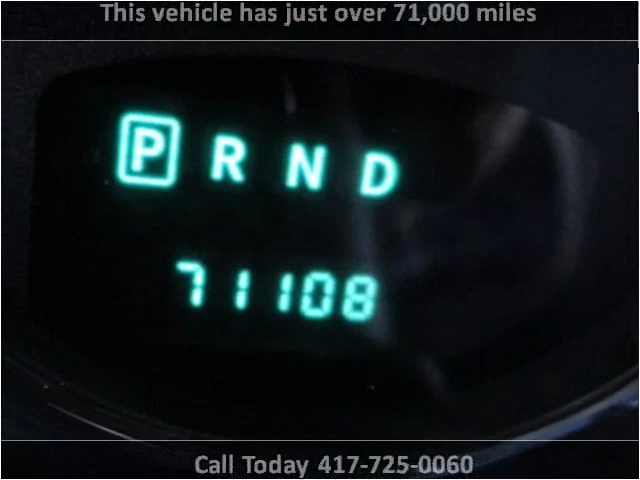 This vehicle has just over 71,000 miles
P R N D
71108
Call Today 417-725-0060